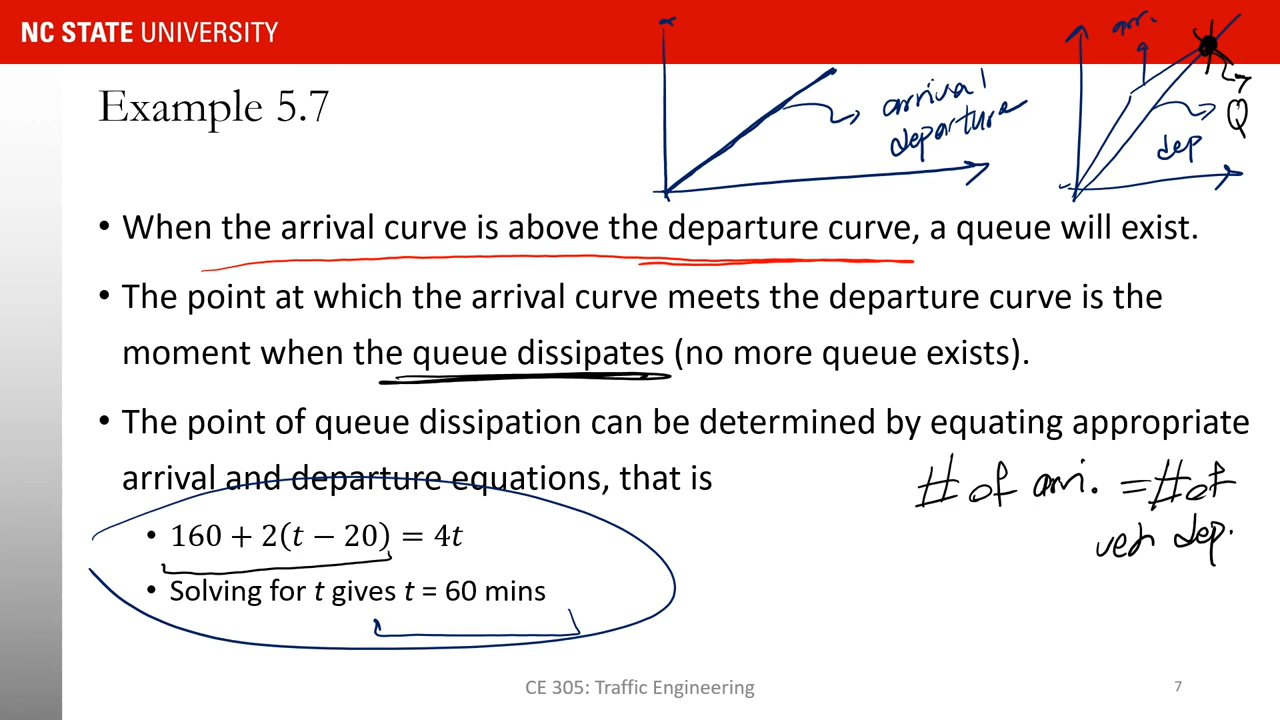 NC STATE UNIVERSITY
Example 5.7
arrival
departure
arr.
Q
dep
• When the arrival curve is above the departure curve, a queue will exist.
• The point at which the arrival curve meets the departure curve is the
moment when the queue dissipates (no more queue exists).
• The point of queue dissipation can be determined by equating appropriate
arrival and departure equations, that is
# of arri. = # of
veh dep.
• 160 + 2(t − 20) = 4t
• Solving for t gives t = 60 mins
CE 305: Traffic Engineering
7